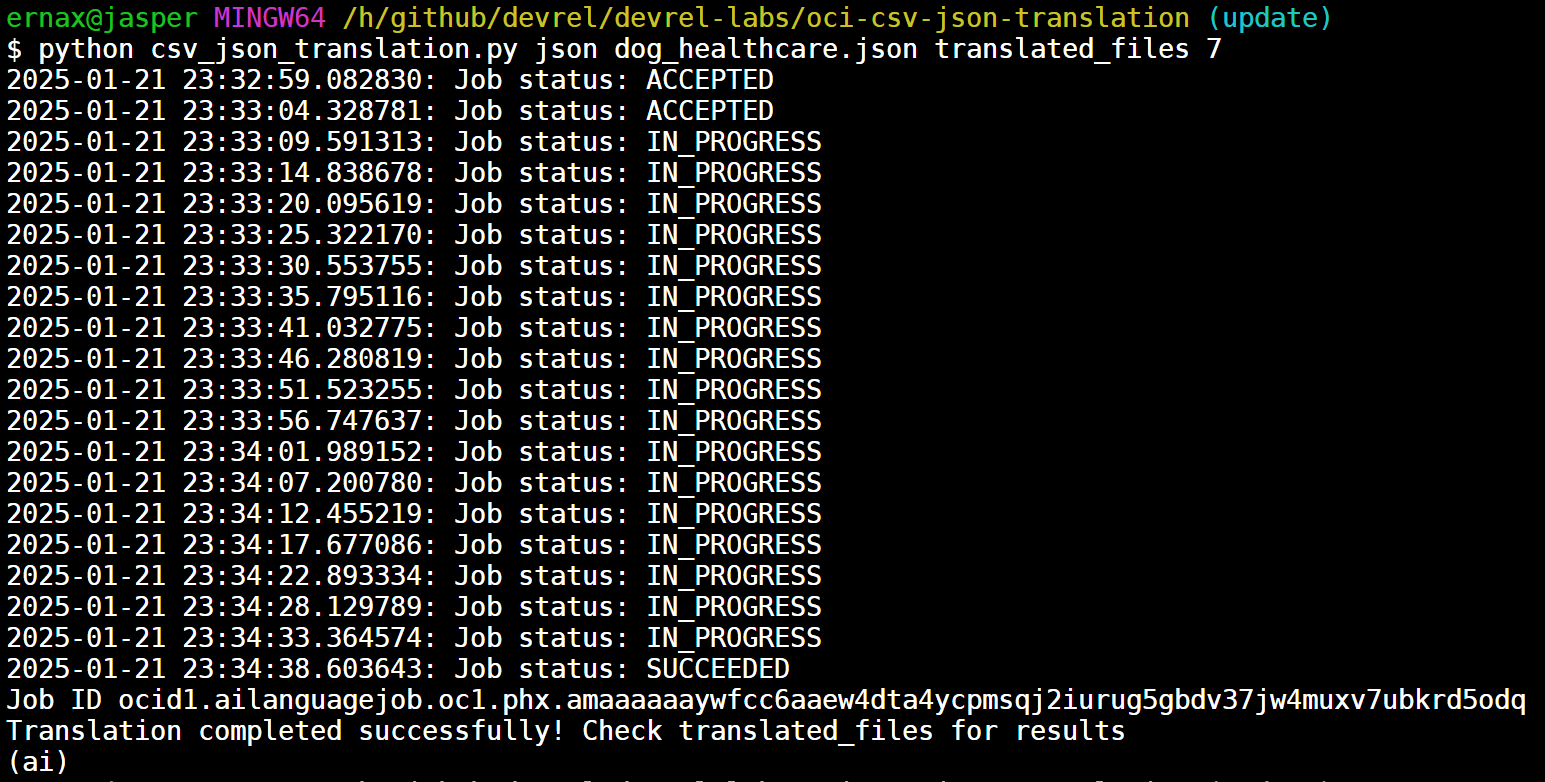 ernax@jasper MINGW64 /h/github/devrel/devrel-labs/oci-csv-json-translation (update)
$ python csv_json_translation.py json dog_healthcare.json translated_files 7
2025-01-21 23:32:59.082830: Job status: ACCEPTED
2025-01-21 23:33:04.328781: Job status: ACCEPTED
2025-01-21 23:33:09.591313: Job status: IN_PROGRESS
2025-01-21 23:33:14.838678: Job status: IN_PROGRESS
2025-01-21 23:33:20.095619: Job status: IN_PROGRESS
2025-01-21 23:33:25.322170: Job status: IN_PROGRESS
2025-01-21 23:33:30.553755: Job status: IN_PROGRESS
2025-01-21 23:33:35.795116: Job status: IN_PROGRESS
2025-01-21 23:33:41.032775: Job status: IN_PROGRESS
2025-01-21 23:33:46.280819: Job status: IN_PROGRESS
2025-01-21 23:33:51.523255: Job status: IN_PROGRESS
2025-01-21 23:33:56.747637: Job status: IN_PROGRESS
2025-01-21 23:34:01.989152: Job status: IN_PROGRESS
2025-01-21 23:34:07.200780: Job status: IN_PROGRESS
2025-01-21 23:34:12.455219: Job status: IN_PROGRESS
2025-01-21 23:34:17.677086: Job status: IN_PROGRESS
2025-01-21 23:34:22.893334: Job status: IN_PROGRESS
2025-01-21 23:34:28.129789: Job status: IN_PROGRESS
2025-01-21 23:34:33.364574: Job status: IN_PROGRESS
2025-01-21 23:34:38.603643: Job status: SUCCEEDED
Job ID ocid1.ailanguagejob.oc1.phx.amaaaaaaywfcc6aaew4dta4ycpmsqj2iurug5gbdv37jw4muxv7ubkrd5odq
Translation completed successfully! Check translated_files for results
(ai)